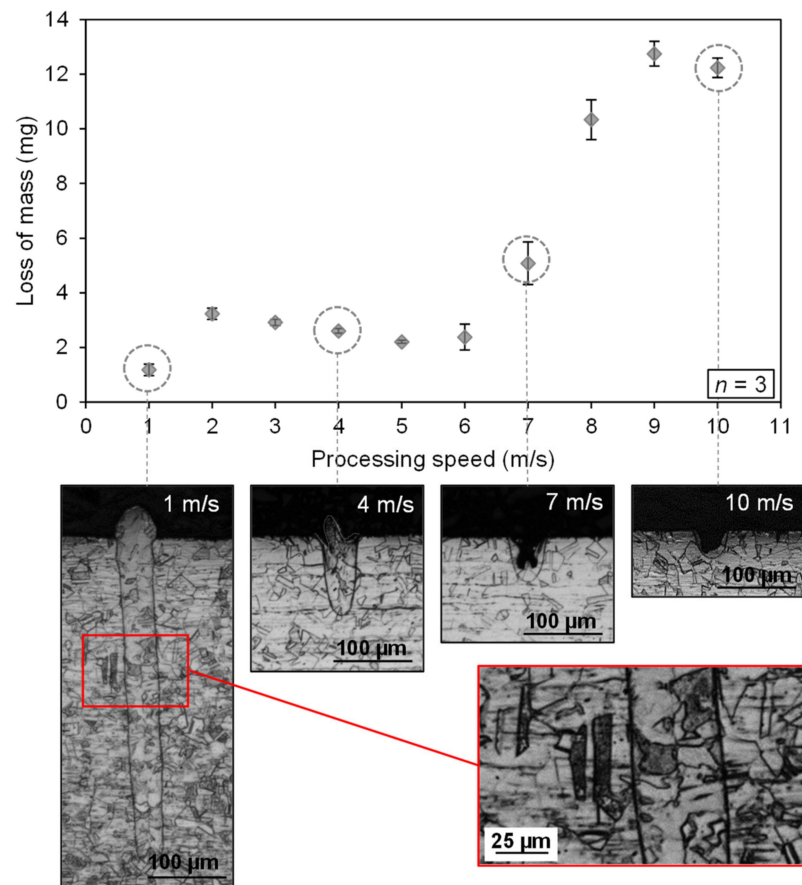 14
12
10
8
6
4
2
0
Loss of mass (mg)
n = 3
0 1 2 3 4 5 6 7 8 9 10 11
Processing speed (m/s)
1 m/s
4 m/s
7 m/s
10 m/s
100 µm
100 µm
100 µm
100 µm
25 µm